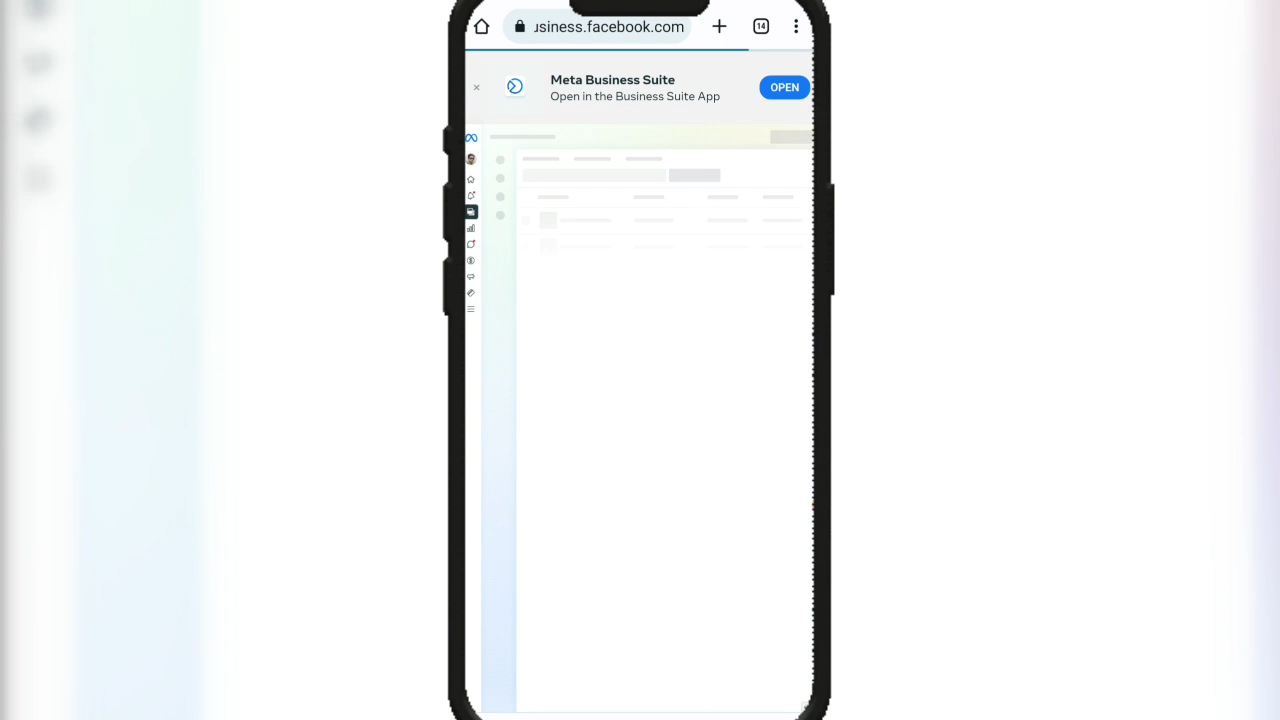 usiness.facebook.com
14
Meta Business Suite
Open in the Business Suite App
OPEN